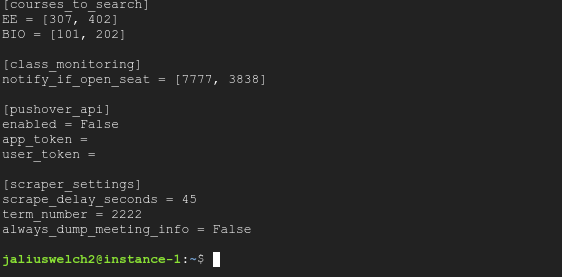 [courses_to_search]
EE = [307, 402]
BIO = [101, 202]
[class_monitoring]
notify_if_open_seat = [7777, 3838]
[pushover_api]
enabled = False
app_token =
user_token =
[scraper_settings]
scrape_delay_seconds = 45
term_number = 2222
always_dump_meeting_info = False
jaliuswelch2@instance-1:~$